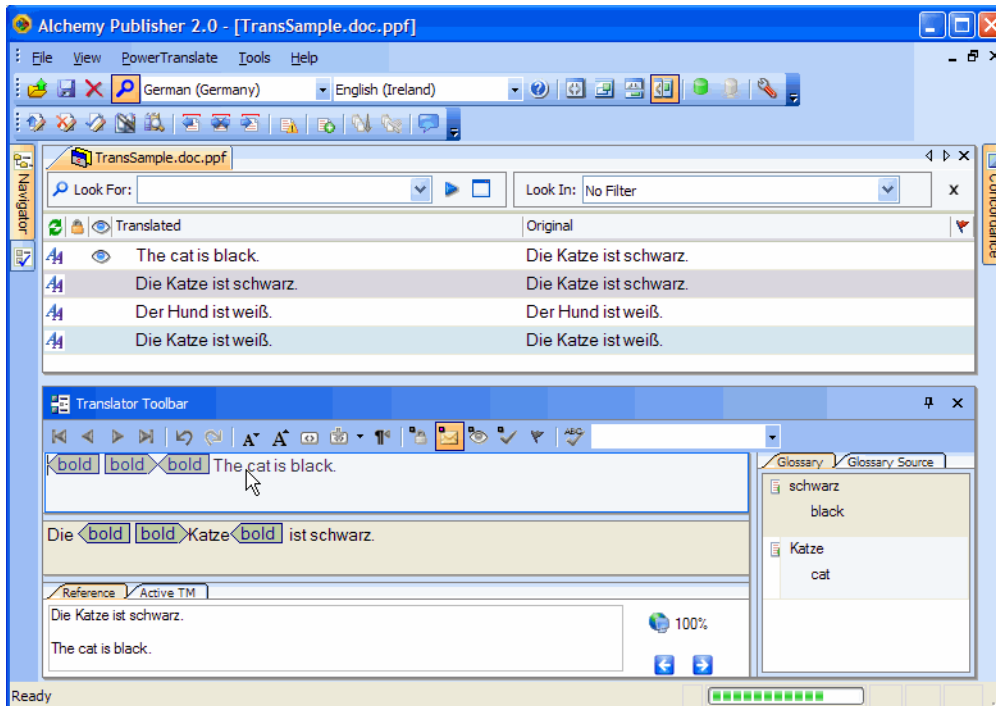 Alchemy Publisher 2.0 - [TransSample.doc.ppf]
File View PowerTranslate Tools Help
German (Germany) English (Ireland)
TransSample.doc.ppf
Navigator
Concordance
Look For: Look In: No Filter x
Translated Original
The cat is black. Die Katze ist schwarz.
Die Katze ist schwarz. Die Katze ist schwarz.
Der Hund ist weiß. Der Hund ist weiß.
Die Katze ist weiß. Die Katze ist weiß.
Translator Toolbar
bold bold bold The cat is black.
Die bold bold Katze bold ist schwarz.
Glossary Glossary Source
schwarz
black
Katze
cat
Reference Active TM
Die Katze ist schwarz.
The cat is black.
100%
Ready